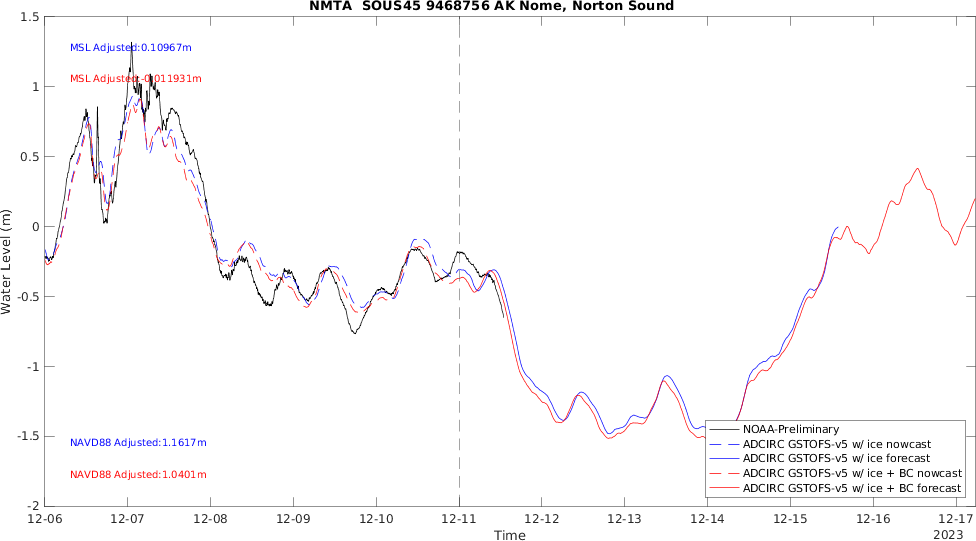 NMTA SOUS45 9468756 AK Nome, Norton Sound
MSL Adjusted:0.10967m
MSL Adjusted:-0.011931m
1.5
1
0.5
0
-0.5
-1
-1.5
-2
Water Level (m)
NAVD88 Adjusted:1.1617m
NAVD88 Adjusted:1.0401m
NOAA-Preliminary
ADCIRC GSTOFS-v5 w/ ice nowcast
ADCIRC GSTOFS-v5 w/ ice forecast
ADCIRC GSTOFS-v5 w/ ice + BC nowcast
ADCIRC GSTOFS-v5 w/ ice + BC forecast
12-06 12-07 12-08 12-09 12-10 12-11 12-12 12-13 12-14 12-15 12-16 12-17
Time 2023